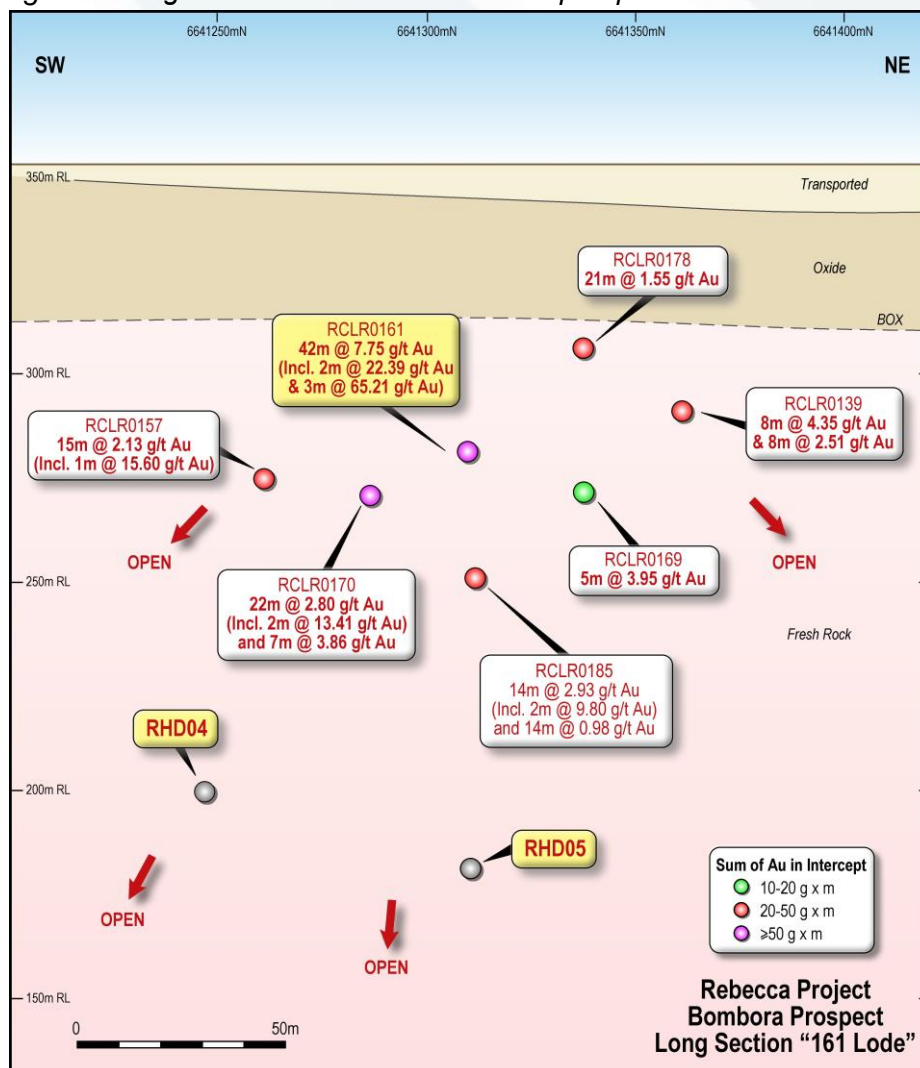 6641250mN 6641300mN 6641350mN 6641400mN
SW NE
350m RL
Transported
Oxide
RCLR0178
21m @ 1.55 g/t Au
BOX
RCLR0161
42m @ 7.75 g/t Au
(Incl. 2m @ 22.39 g/t Au
& 3m @ 65.21 g/t Au)
300m RL
RCLR0139
8m @ 4.35 g/t Au
& 8m @ 2.51 g/t Au
RCLR0157
15m @ 2.13 g/t Au
(Incl. 1m @ 15.60 g/t Au)
OPEN
OPEN
RCLR0169
5m @ 3.95 g/t Au
250m RL
RCLR0170
22m @ 2.80 g/t Au
(Incl. 2m @ 13.41 g/t Au)
and 7m @ 3.86 g/t Au
Fresh Rock
RCLR0185
14m @ 2.93 g/t Au
(Incl. 2m @ 9.80 g/t Au)
and 14m @ 0.98 g/t Au
RHD04
200m RL
RHD05
OPEN
OPEN
Sum of Au in Intercept
10-20 g x m
20-50 g x m
⩾50 g x m
150m RL
0 50m
Rebecca Project
Bombora Prospect
Long Section “161 Lode”